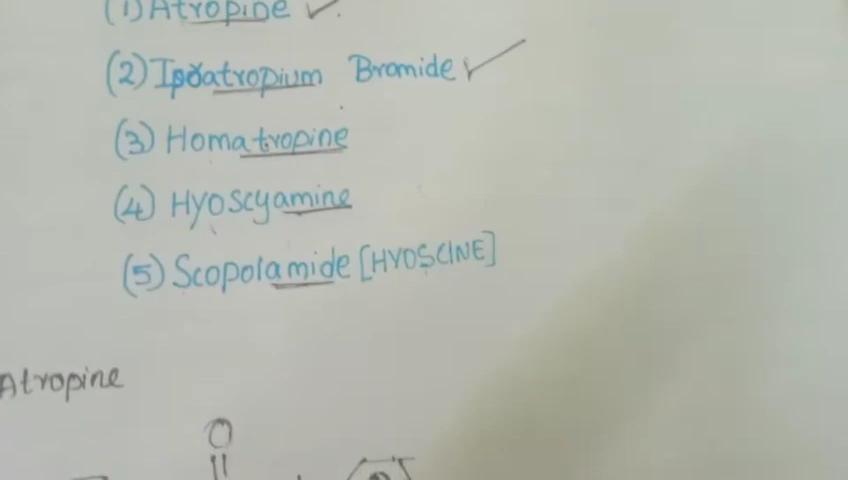 (1) Atropine
(2) Ipratropium Bromide
(3) Homatropine
(4) Hyoscyamine
(5) Scopolamide [HYOSCINE]
Atropine
O